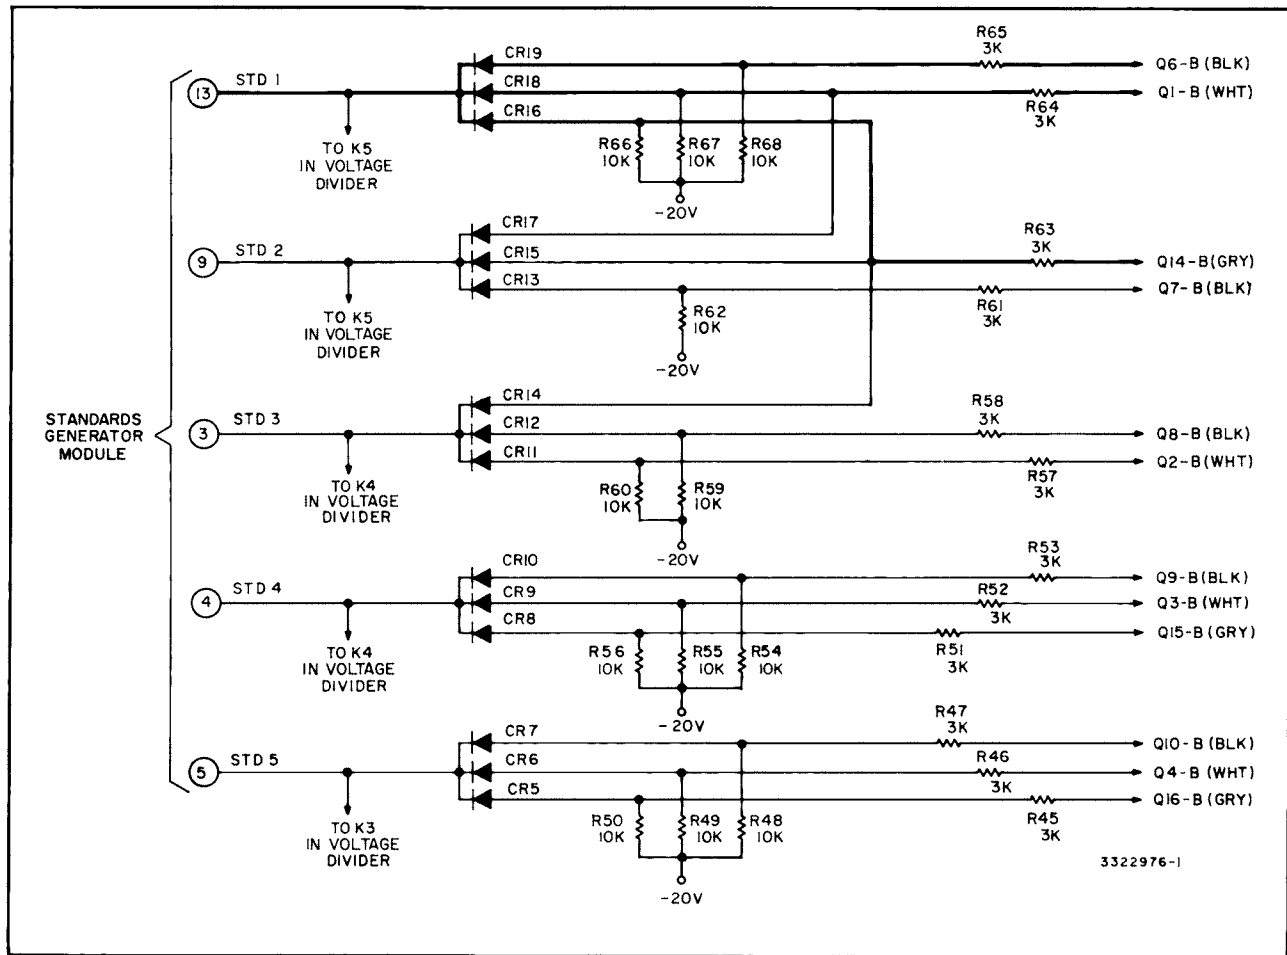 R65
3K
CR19
Q6-B (BLK)
STD 1
CR18
13
Q1-B (WHT)
R64
3K
CR16
TO K5
IN VOLTAGE
DIVIDER
R66
10K
R67
10K
R68
10K
-20V
CR17
R63
3K
STD 2
CR15
9
Q14-B(GRY)
CR13
Q7-B (BLK)
R61
3K
TO K5
IN VOLTAGE
DIVIDER
R62
10K
-20V
CR14
R58
3K
STANDARDS
GENERATOR
MODULE
STD 3
CR12
3
Q8-B (BLK)
CR11
Q2-B (WHT)
R57
3K
TO K4
IN VOLTAGE
DIVIDER
R60
10K
R59
10K
-20V
R53
3K
CR10
Q9-B(BLK)
STD 4
CR9
R52
3K
4
Q3-B (WHT)
CR8
Q15-B(GRY)
R51
3K
TO K4
IN VOLTAGE
DIVIDER
R56
10K
R55
10K
R54
10K
-20V
R47
3K
CR7
Q10-B(BLK)
STD 5
CR6
R46
3K
5
Q4-B (WHT)
CR5
Q16-B(GRY)
R45
3K
TO K3
IN VOLTAGE
DIVIDER
R50
10K
R49
10K
R48
10K
-20V
3322976-1